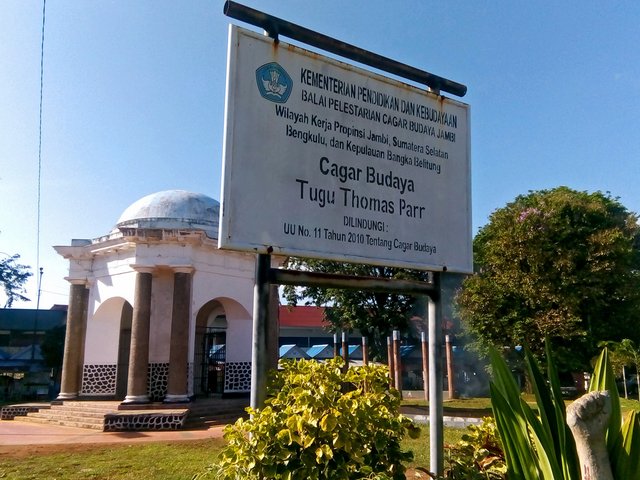 KEMENTERIAN PENDIDIKAN DAN KEBUDAYAAN
BALAI PELESTARIAN CAGAR BUDAYA JAMBI
Wilayah Kerja Propinsi Jambi, Sumatera Selatan
Bengkulu, dan Kepulauan Bangka Belitung
Cagar Budaya
Tugu Thomas Parr
DILINDUNGI :
UU No. 11 Tahun 2010 Tentang Cagar Budaya